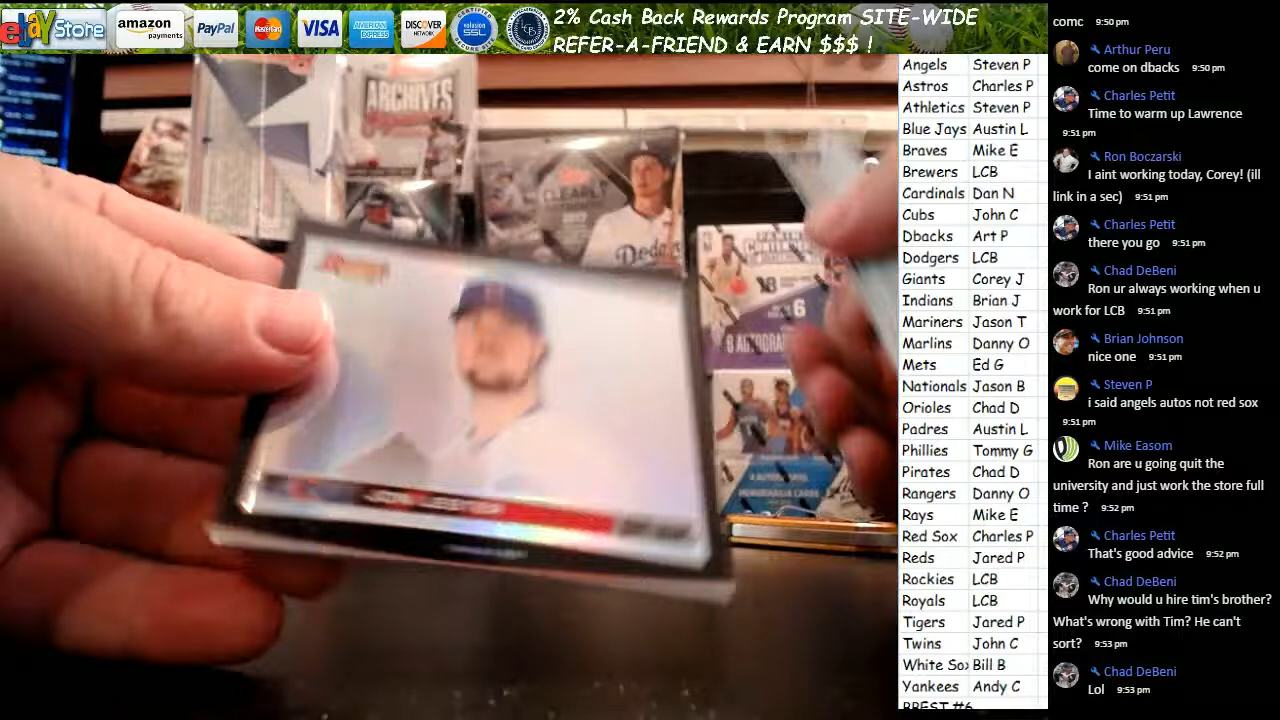 ebay Store
amazon payments
PayPal
MasterCard
VISA
AMERICAN EXPRESS
DISCOVER NETWORK
2% Cash Back Rewards Program SITE-WIDE
REFER-A-FRIEND & EARN $$$ !
ARCHIVES
Dodg
6
Angels Steven P
Astros Charles P
Athletics Steven P
Blue Jays Austin L
Braves Mike E
Brewers LCB
Cardinals Dan N
Cubs John C
Dbacks Art P
Dodgers LCB
Giants Corey J
Indians Brian J
Mariners Jason T
Marlins Danny O
Mets Ed G
Nationals Jason B
Orioles Chad D
Padres Austin L
Phillies Tommy G
Pirates Chad D
Rangers Danny O
Rays Mike E
Red Sox Charles P
Reds Jared P
Rockies LCB
Royals LCB
Tigers Jared P
Twins John C
White Sox Bill B
Yankees Andy C
BBEST #6
come 9:50 pm
Arthur Peru
come on dbacks 9:50 pm
Charles Petit
Time to warm up Lawrence
9:51 pm
Ron Boczarski
I aint working today, Corey! (ill
link in a sec) 9:51 pm
Charles Petit
there you go 9:51 pm
Chad DeBeni
Ron ur always working when u
work for LCB 9:51 pm
Brian Johnson
nice one 9:51 pm
Steven P
i said angels autos not red sox
9:51 pm
Mike Easom
Ron are u going quit the
university and just work the store full
time ? 9:52 pm
Charles Petit
That's good advice 9:52 pm
Chad DeBeni
Why would u hire tim's brother?
What's wrong with Tim? He can't
sort? 9:53 pm
Chad DeBeni
Lol 9:53 pm